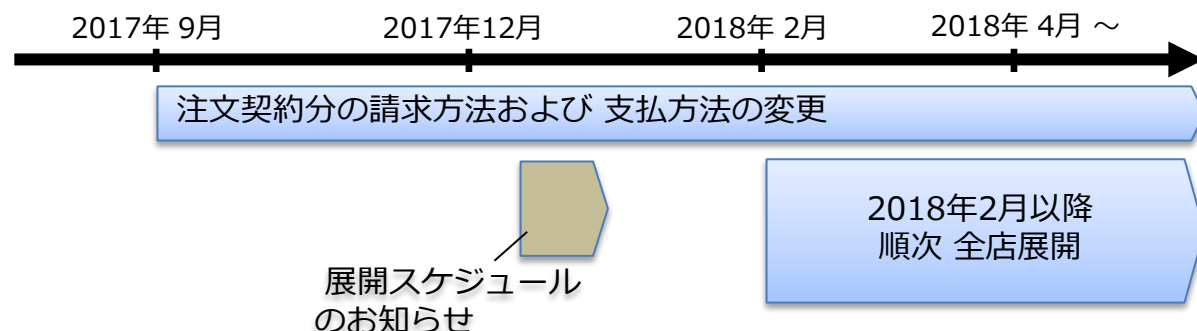 2017年 9月
2017年12月
2018年 2月
2018年 4月 ～
注文契約分の請求方法および 支払方法の変更
2018年2月以降
順次 全店展開
展開スケジュール
のお知らせ